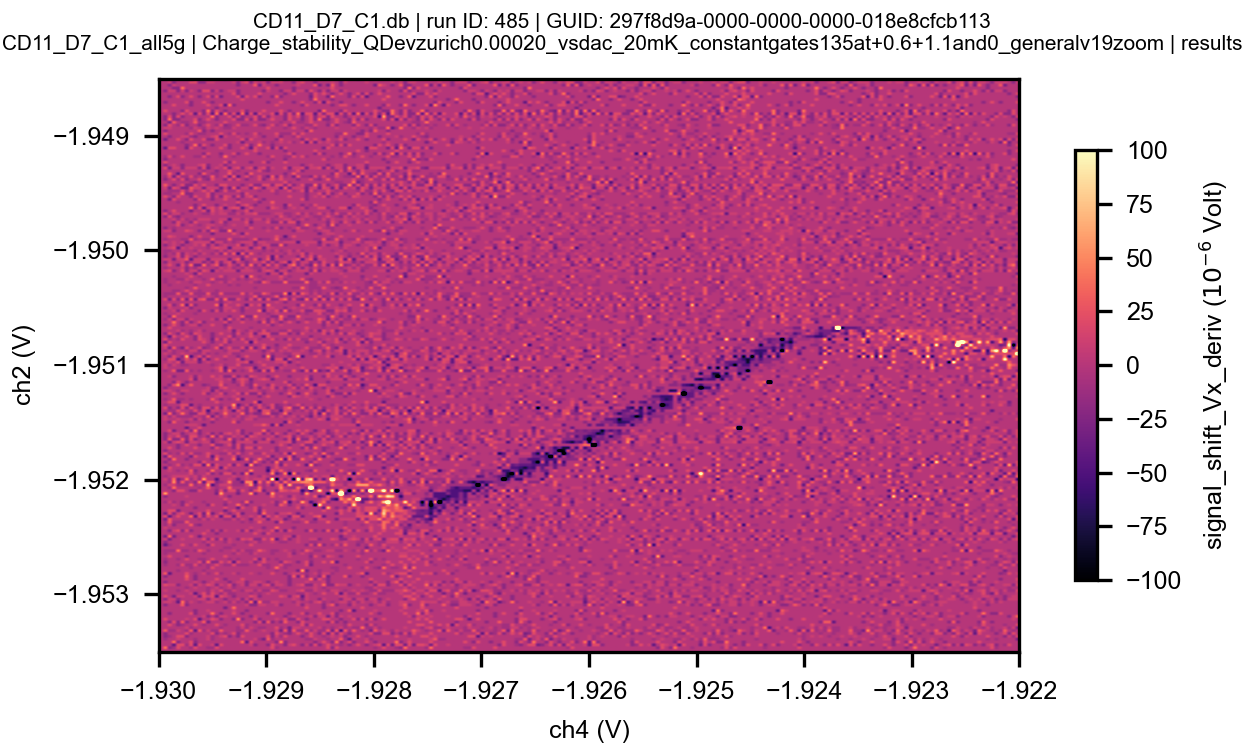 CD11_D7_C1.db | run ID: 485 | GUID: 297f8d9a-0000-0000-0000-018e8cfcb113
CD11_D7_C1_all5g | Charge_stability_QDevzurich0.00020_vsdac_20mK_constantgates135at+0.6+1.1and0_generalv19zoom | results
−1.949
−1.950
−1.951
−1.952
−1.953
ch2 (V)
−1.930 −1.929 −1.928 −1.927 −1.926 −1.925 −1.924 −1.923 −1.922
ch4 (V)
100
75
50
25
0
−25
−50
−75
−100
signal_shift_Vx_deriv (10⁻⁶ Volt)